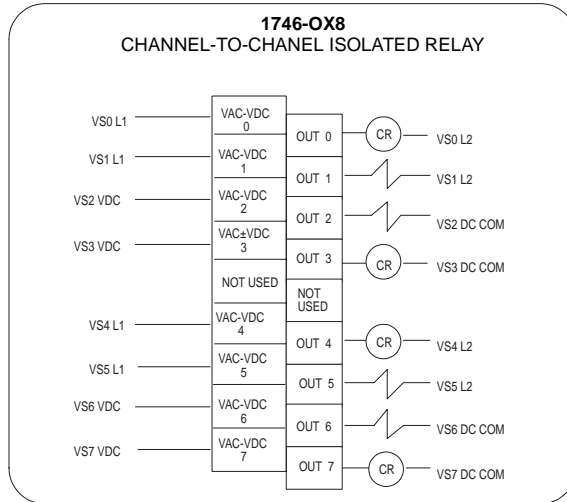 1746-OX8
CHANNEL-TO-CHANEL ISOLATED RELAY
VS0 L1
VAC-VDC
0
OUT 0
CR
VS0 L2
VS1 L1
VAC-VDC
1
OUT 1
VS1 L2
VS2 VDC
VAC-VDC
2
OUT 2
VS2 DC COM
VS3 VDC
VAC±VDC
3
OUT 3
CR
VS3 DC COM
NOT USED
NOT
USED
VS4 L1
VAC-VDC
4
OUT 4
CR
VS4 L2
VS5 L1
VAC-VDC
5
OUT 5
VS5 L2
VS6 VDC
VAC-VDC
6
OUT 6
VS6 DC COM
VS7 VDC
VAC-VDC
7
OUT 7
CR
VS7 DC COM